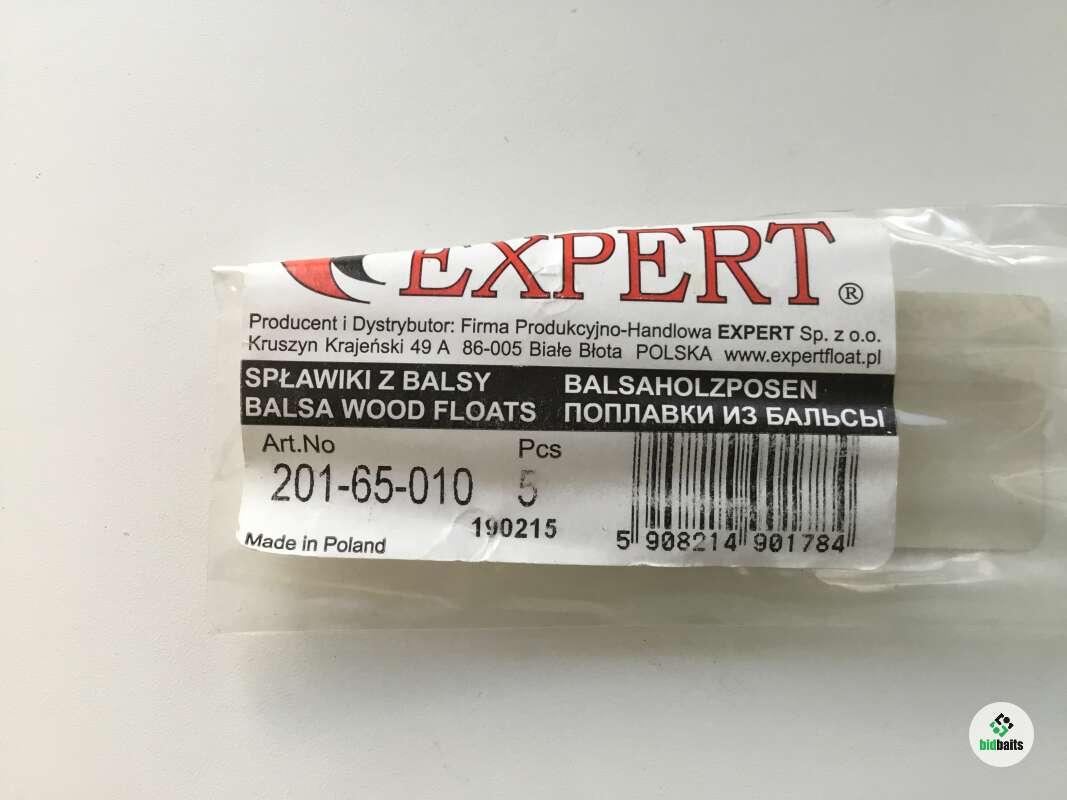 EXPERT ®
Producent i Dystrybutor: Firma Produkcyjno-Handlowa EXPERT Sp. z o.o.
Kruszyn Krajeński 49 A 86-005 Białe Błota POLSKA www.expertfloat.pl
SPŁAWIKI Z BALSY BALSAHOLZPOSEN
BALSA WOOD FLOATS ПОПЛАВКИ ИЗ БАЛЬСЫ
Art.No Pcs
201-65-010 5
190215
Made in Poland
5 908214 901784
bidbaits